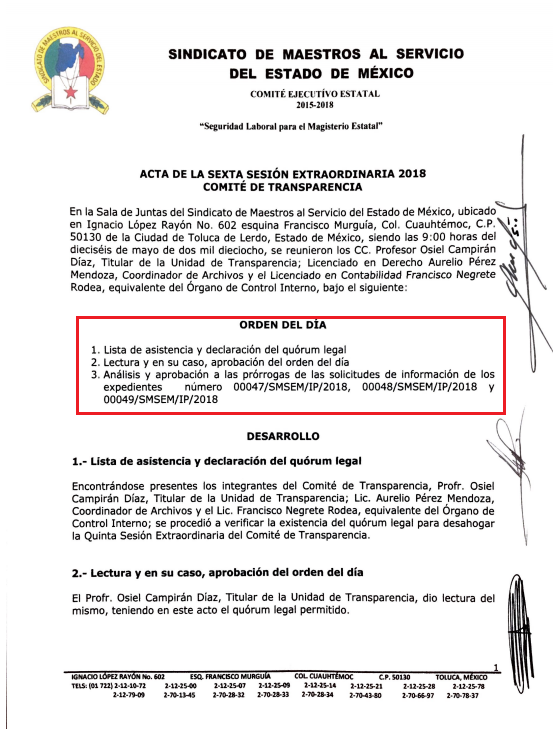 SINDICATO DE MAESTROS AL SERVICIO DEL ESTADO
SINDICATO DE MAESTROS AL SERVICIO
DEL ESTADO DE MÉXICO
COMITÉ EJECUTÍVO ESTATAL
2015-2018
“Seguridad Laboral para el Magisterio Estatal”
ACTA DE LA SEXTA SESIÓN EXTRAORDINARIA 2018
COMITÉ DE TRANSPARENCIA
En la Sala de Juntas del Sindicato de Maestros al Servicio del Estado de México, ubicado
en Ignacio López Rayón No. 602 esquina Francisco Murguía, Col. Cuauhtémoc, C.P.
50130 de la Ciudad de Toluca de Lerdo, Estado de México, siendo las 9:00 horas del
dieciséis de mayo de dos mil dieciocho, se reunieron los CC. Profesor Osiel Campirán
Díaz, Titular de la Unidad de Transparencia; Licenciado en Derecho Aurelio Pérez
Mendoza, Coordinador de Archivos y el Licenciado en Contabilidad Francisco Negrete
Rodea, equivalente del Órgano de Control Interno, bajo el siguiente:
ORDEN DEL DÍA
1. Lista de asistencia y declaración del quórum legal
2. Lectura y en su caso, aprobación del orden del día
3. Análisis y aprobación a las prórrogas de las solicitudes de información de los
expedientes número 00047/SMSEM/IP/2018, 00048/SMSEM/IP/2018 y
00049/SMSEM/IP/2018
DESARROLLO
1.- Lista de asistencia y declaración del quórum legal
Encontrándose presentes los integrantes del Comité de Transparencia, Profr. Osiel
Campirán Díaz, Titular de la Unidad de Transparencia; Lic. Aurelio Pérez Mendoza,
Coordinador de Archivos y el Lic. Francisco Negrete Rodea, equivalente del Órgano de
Control Interno; se procedió a verificar la existencia del quórum legal para desahogar
la Quinta Sesión Extraordinaria del Comité de Transparencia.
2.- Lectura y en su caso, aprobación del orden del día
El Profr. Osiel Campirán Díaz, Titular de la Unidad de Transparencia, dio lectura del
mismo, teniendo en este acto el quórum legal permitido.
1
IGNACIO LÓPEZ RAYÓN No. 602 ESQ. FRANCISCO MURGUÍA COL. CUAUHTÉMOC C.P. 50130 TOLUCA, MÉXICO
TELS: (01 722) 2-12-10-72 2-12-25-00 2-12-25-07 2-12-25-09 2-12-25-14 2-12-25-21 2-12-25-28 2-12-25-78
2-12-79-09 2-70-13-45 2-70-28-32 2-70-28-33 2-70-28-34 2-70-43-80 2-70-66-97 2-70-78-37